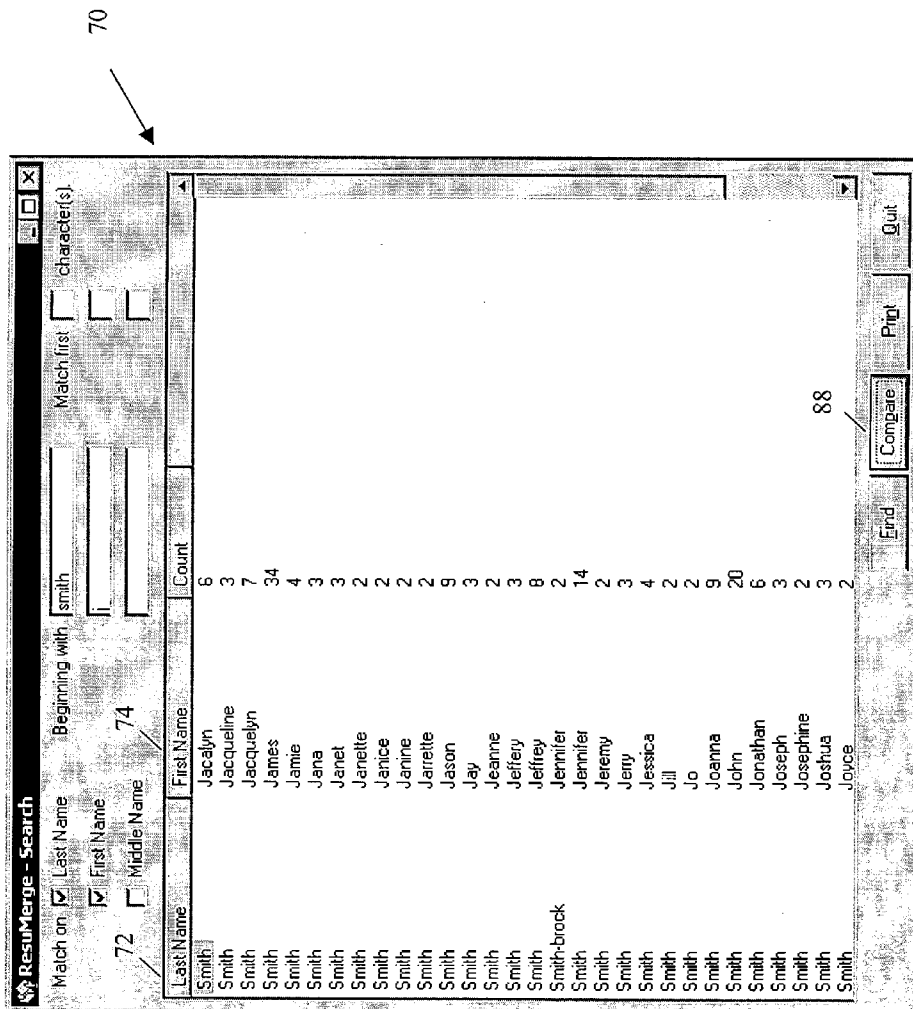 70
ResuMerge - Search
Match on Last Name Beginning with smith Match first character(s).
First Name j
Middle Name
72 74
Last Name First Name Count
Smith Jacalyn 6
Smith Jacqueline 3
Smith Jacquelyn 7
Smith James 34
Smith Jamie 4
Smith Jana 3
Smith Janet 3
Smith Janette 2
Smith Janice 2
Smith Janine 2
Smith Jarrette 2
Smith Jason 9
Smith Jay 3
Smith Jeanne 2
Smith Jeffery 3
Smith Jeffrey 8
Smith-brock Jennifer 2
Smith Jennifer 14
Smith Jeremy 2
Smith Jerry 3
Smith Jessica 4
Smith Jill 2
Smith Jo 2
Smith Joanna 9
Smith John 20
Smith Jonathan 6
Smith Joseph 3
Smith Josephine 2
Smith Joshua 3
Smith Joyce 2
88
Find Compare Print Quit